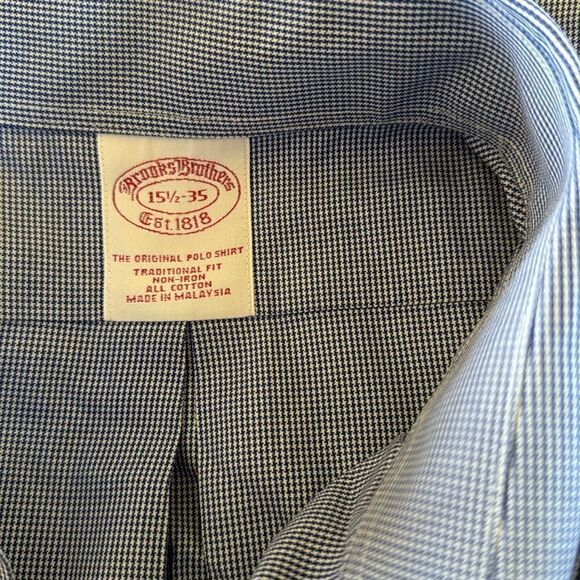 Brooks Brothers
15½-35
Est. 1818
THE ORIGINAL POLO SHIRT
TRADITIONAL FIT
NON-IRON
ALL COTTON
MADE IN MALAYSIA